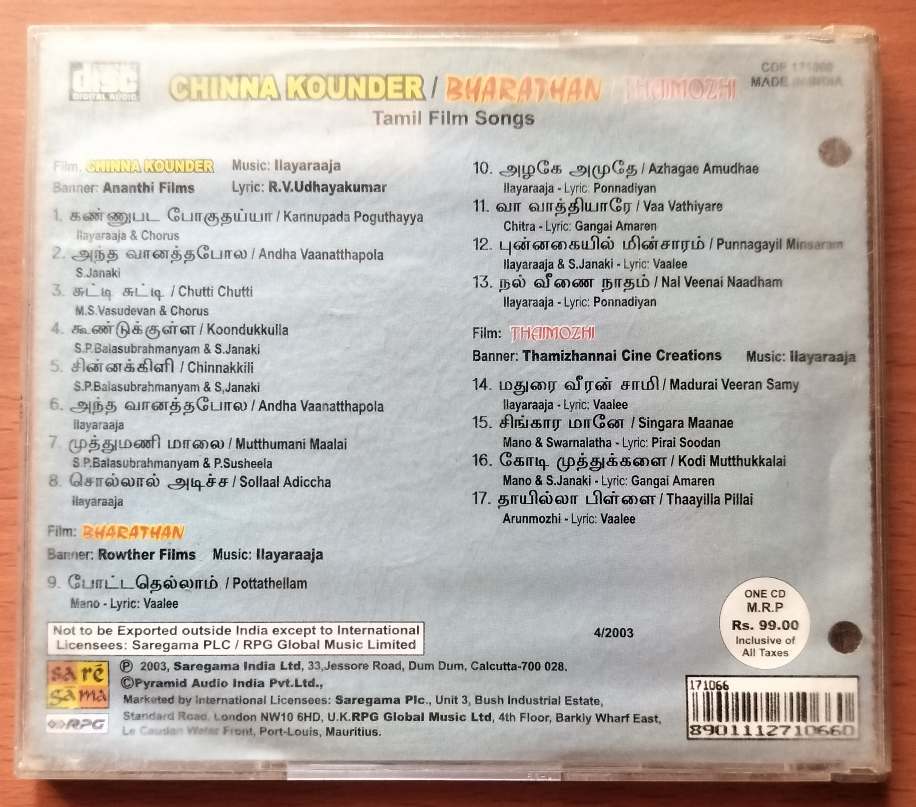 disc
DIGITAL AUDIO
CHINNA KOUNDER / BHARATHAN THAIMOZHI
MADE IN INDIA
Tamil Film Songs
Film: CHINNA KOUNDER Music: Ilayaraaja
Banner: Ananthi Films Lyric: R.V.Udhayakumar
1. கண்ணுபட போகுதய்யா / Kannupada Poguthayya
Ilayaraaja & Chorus
2. அந்த வானத்தபோல / Andha Vaanatthapola
S.Janaki
3. சுட்டி சுட்டி / Chutti Chutti
M.S.Vasudevan & Chorus
4. கூண்டுக்குள்ள / Koondukkulla
S.P.Balasubrahmanyam & S.Janaki
5. சின்னக்கிளி / Chinnakkili
S.P.Balasubrahmanyam & S,Janaki
6. அந்த வானத்தபோல / Andha Vaanatthapola
Ilayaraaja
7. முத்துமணி மாலை / Mutthumani Maalai
S.P.Balasubrahmanyam & P.Susheela
8. சொல்லால் அடிச்ச / Sollaal Adiccha
Ilayaraaja
Film: BHARATHAN
Banner: Rowther Films Music: Ilayaraaja
9. போட்டதெல்லாம் / Pottathellam
Mano - Lyric: Vaalee
10. அழகே அமுதே / Azhagae Amudhae
Ilayaraaja - Lyric: Ponnadiyan
11. வா வாத்தியாரே / Vaa Vathiyare
Chitra - Lyric: Gangai Amaren
12. புன்னகையில் மின்சாரம் / Punnagayil Minsaram
Ilayaraaja & S.Janaki - Lyric: Vaalee
13. நல் வீணை நாதம் / Nal Veenai Naadham
Ilayaraaja - Lyric: Ponnadiyan
Film: THAIMOZHI
Banner: Thamizhannai Cine Creations Music: Ilayaraaja
14. மதுரை வீரன் சாமி / Madurai Veeran Samy
Ilayaraaja - Lyric: Vaalee
15. சிங்கார மானே / Singara Maanae
Mano & Swarnalatha - Lyric: Pirai Soodan
16. கோடி முத்துக்களை / Kodi Mutthukkalai
Mano & S.Janaki - Lyric: Gangai Amaren
17. தாயில்லா பிள்ளை / Thaayilla Pillai
Arunmozhi - Lyric: Vaalee
Not to be Exported outside India except to International
Licensees: Saregama PLC / RPG Global Music Limited
4/2003
ONE CD
M.R.P
Rs. 99.00
Inclusive of
All Taxes
sa ré
ga ma
RPG
℗ 2003, Saregama India Ltd, 33,Jessore Road, Dum Dum, Calcutta-700 028.
©Pyramid Audio India Pvt.Ltd.,
Marketed by International Licensees: Saregama Plc., Unit 3, Bush Industrial Estate,
Standard Road, London NW10 6HD, U.K.RPG Global Music Ltd, 4th Floor, Barkly Wharf East,
Le Caudan Water Front, Port-Louis, Mauritius.
171066
8901112710660